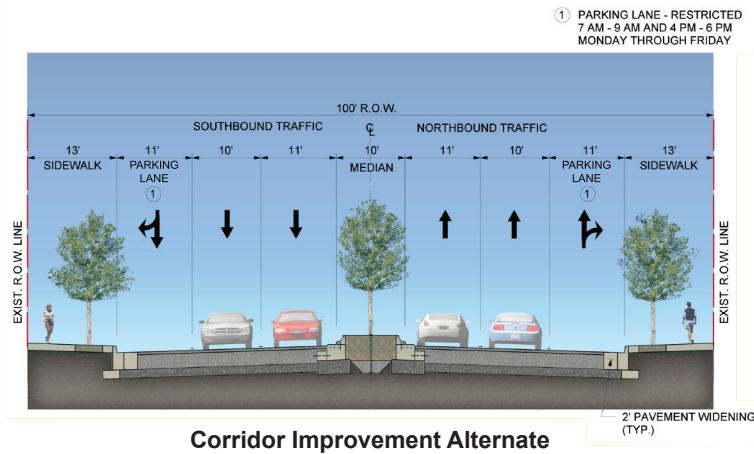 1 PARKING LANE - RESTRICTED
7 AM - 9 AM AND 4 PM - 6 PM
MONDAY THROUGH FRIDAY
100' R.O.W.
SOUTHBOUND TRAFFIC
℄
NORTHBOUND TRAFFIC
13' 11' 10' 11' 10' 11' 10' 11' 13'
SIDEWALK PARKING LANE MEDIAN PARKING LANE SIDEWALK
1 1
EXIST. R.O.W. LINE
EXIST. R.O.W. LINE
2' PAVEMENT WIDENING
(TYP.)
Corridor Improvement Alternate